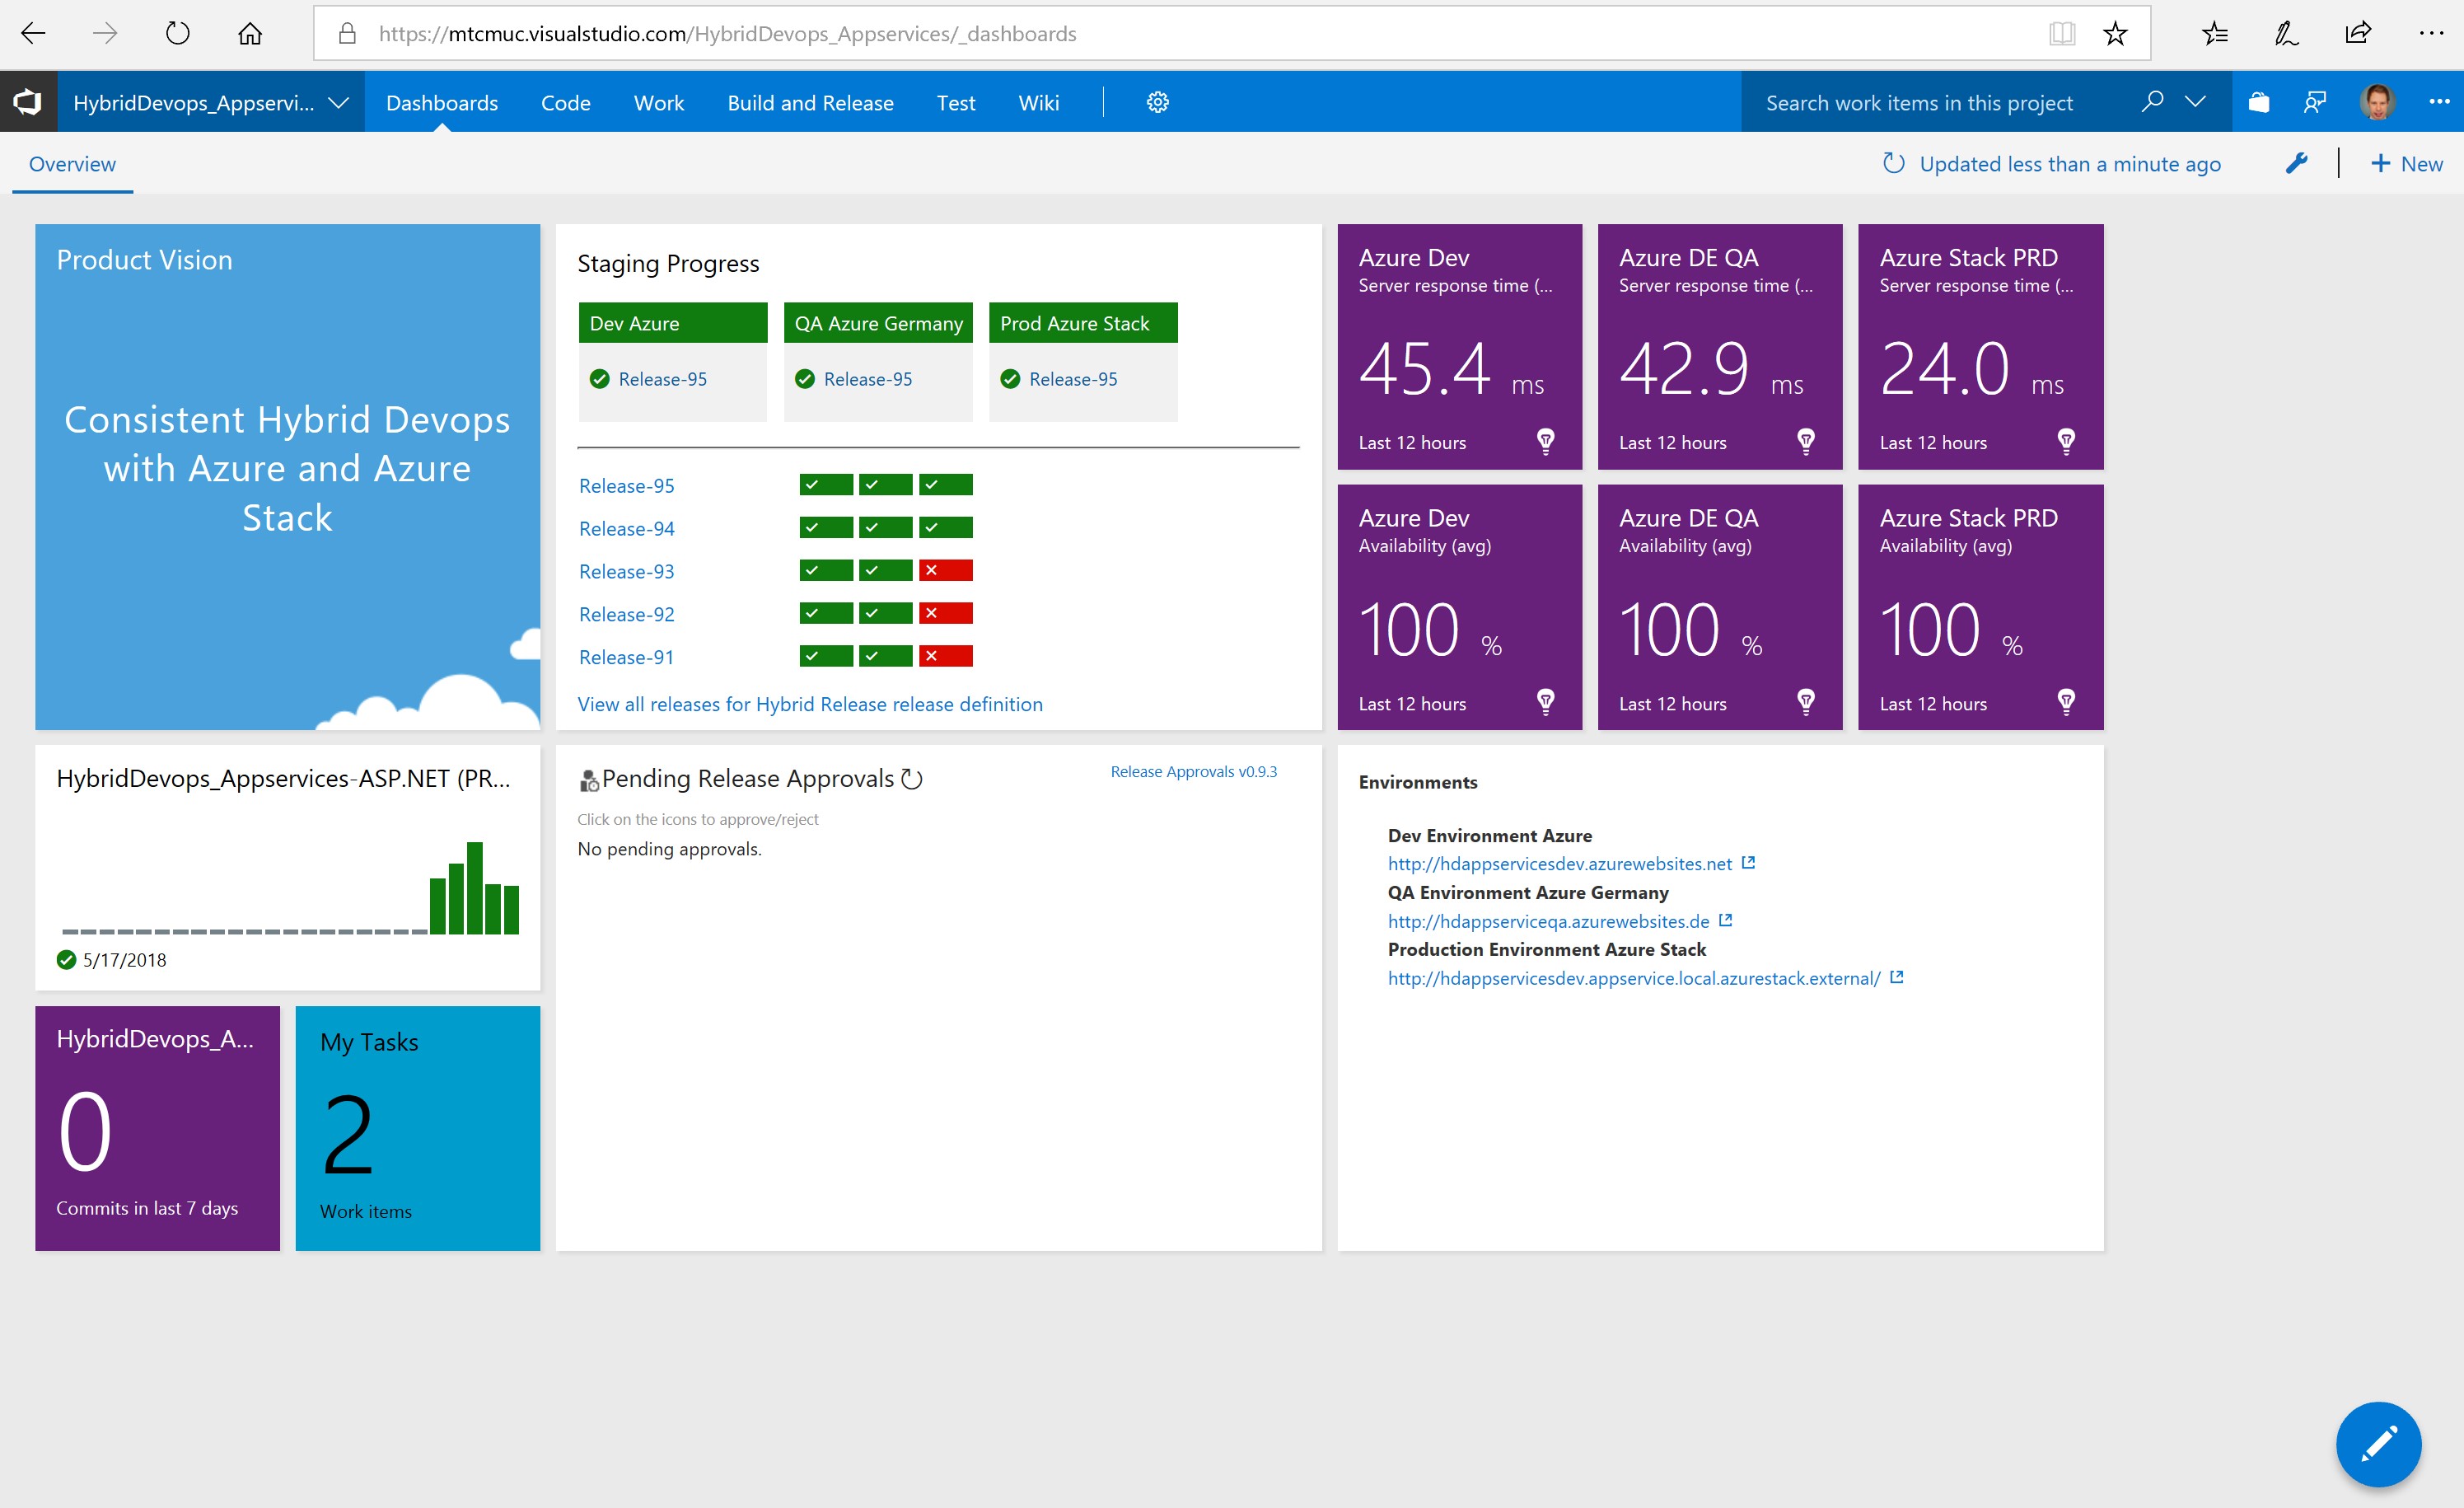 https://mtcmuc.visualstudio.com/HybridDevops_Appservices/_dashboards
HybridDevops_Appservi...
Dashboards
Code
Work
Build and Release
Test
Wiki
Search work items in this project
Overview
Updated less than a minute ago
New
Product Vision
Consistent Hybrid Devops
with Azure and Azure
Stack
Staging Progress
Dev Azure
QA Azure Germany
Prod Azure Stack
Release-95
Release-95
Release-95
Release-95
Release-94
Release-93
Release-92
Release-91
View all releases for Hybrid Release release definition
Azure Dev
Server response time (...
45.4 ms
Last 12 hours
Azure DE QA
Server response time (...
42.9 ms
Last 12 hours
Azure Stack PRD
Server response time (...
24.0 ms
Last 12 hours
Azure Dev
Availability (avg)
100 %
Last 12 hours
Azure DE QA
Availability (avg)
100 %
Last 12 hours
Azure Stack PRD
Availability (avg)
100 %
Last 12 hours
HybridDevops_Appservices-ASP.NET (PR...
5/17/2018
Pending Release Approvals
Release Approvals v0.9.3
Click on the icons to approve/reject
No pending approvals.
Environments
Dev Environment Azure
http://hdappservicesdev.azurewebsites.net
QA Environment Azure Germany
http://hdappserviceqa.azurewebsites.de
Production Environment Azure Stack
http://hdappservicesdev.appservice.local.azurestack.external/
HybridDevops_A...
0
Commits in last 7 days
My Tasks
2
Work items